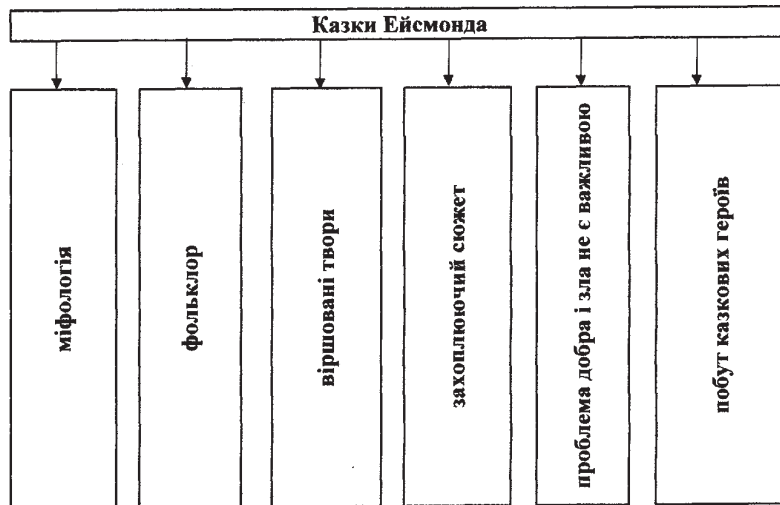 Казки Ейсмонда
міфологія
фольклор
віршовані твори
захоплюючий сюжет
проблема добра і зла не є важливою
побут казкових героїв